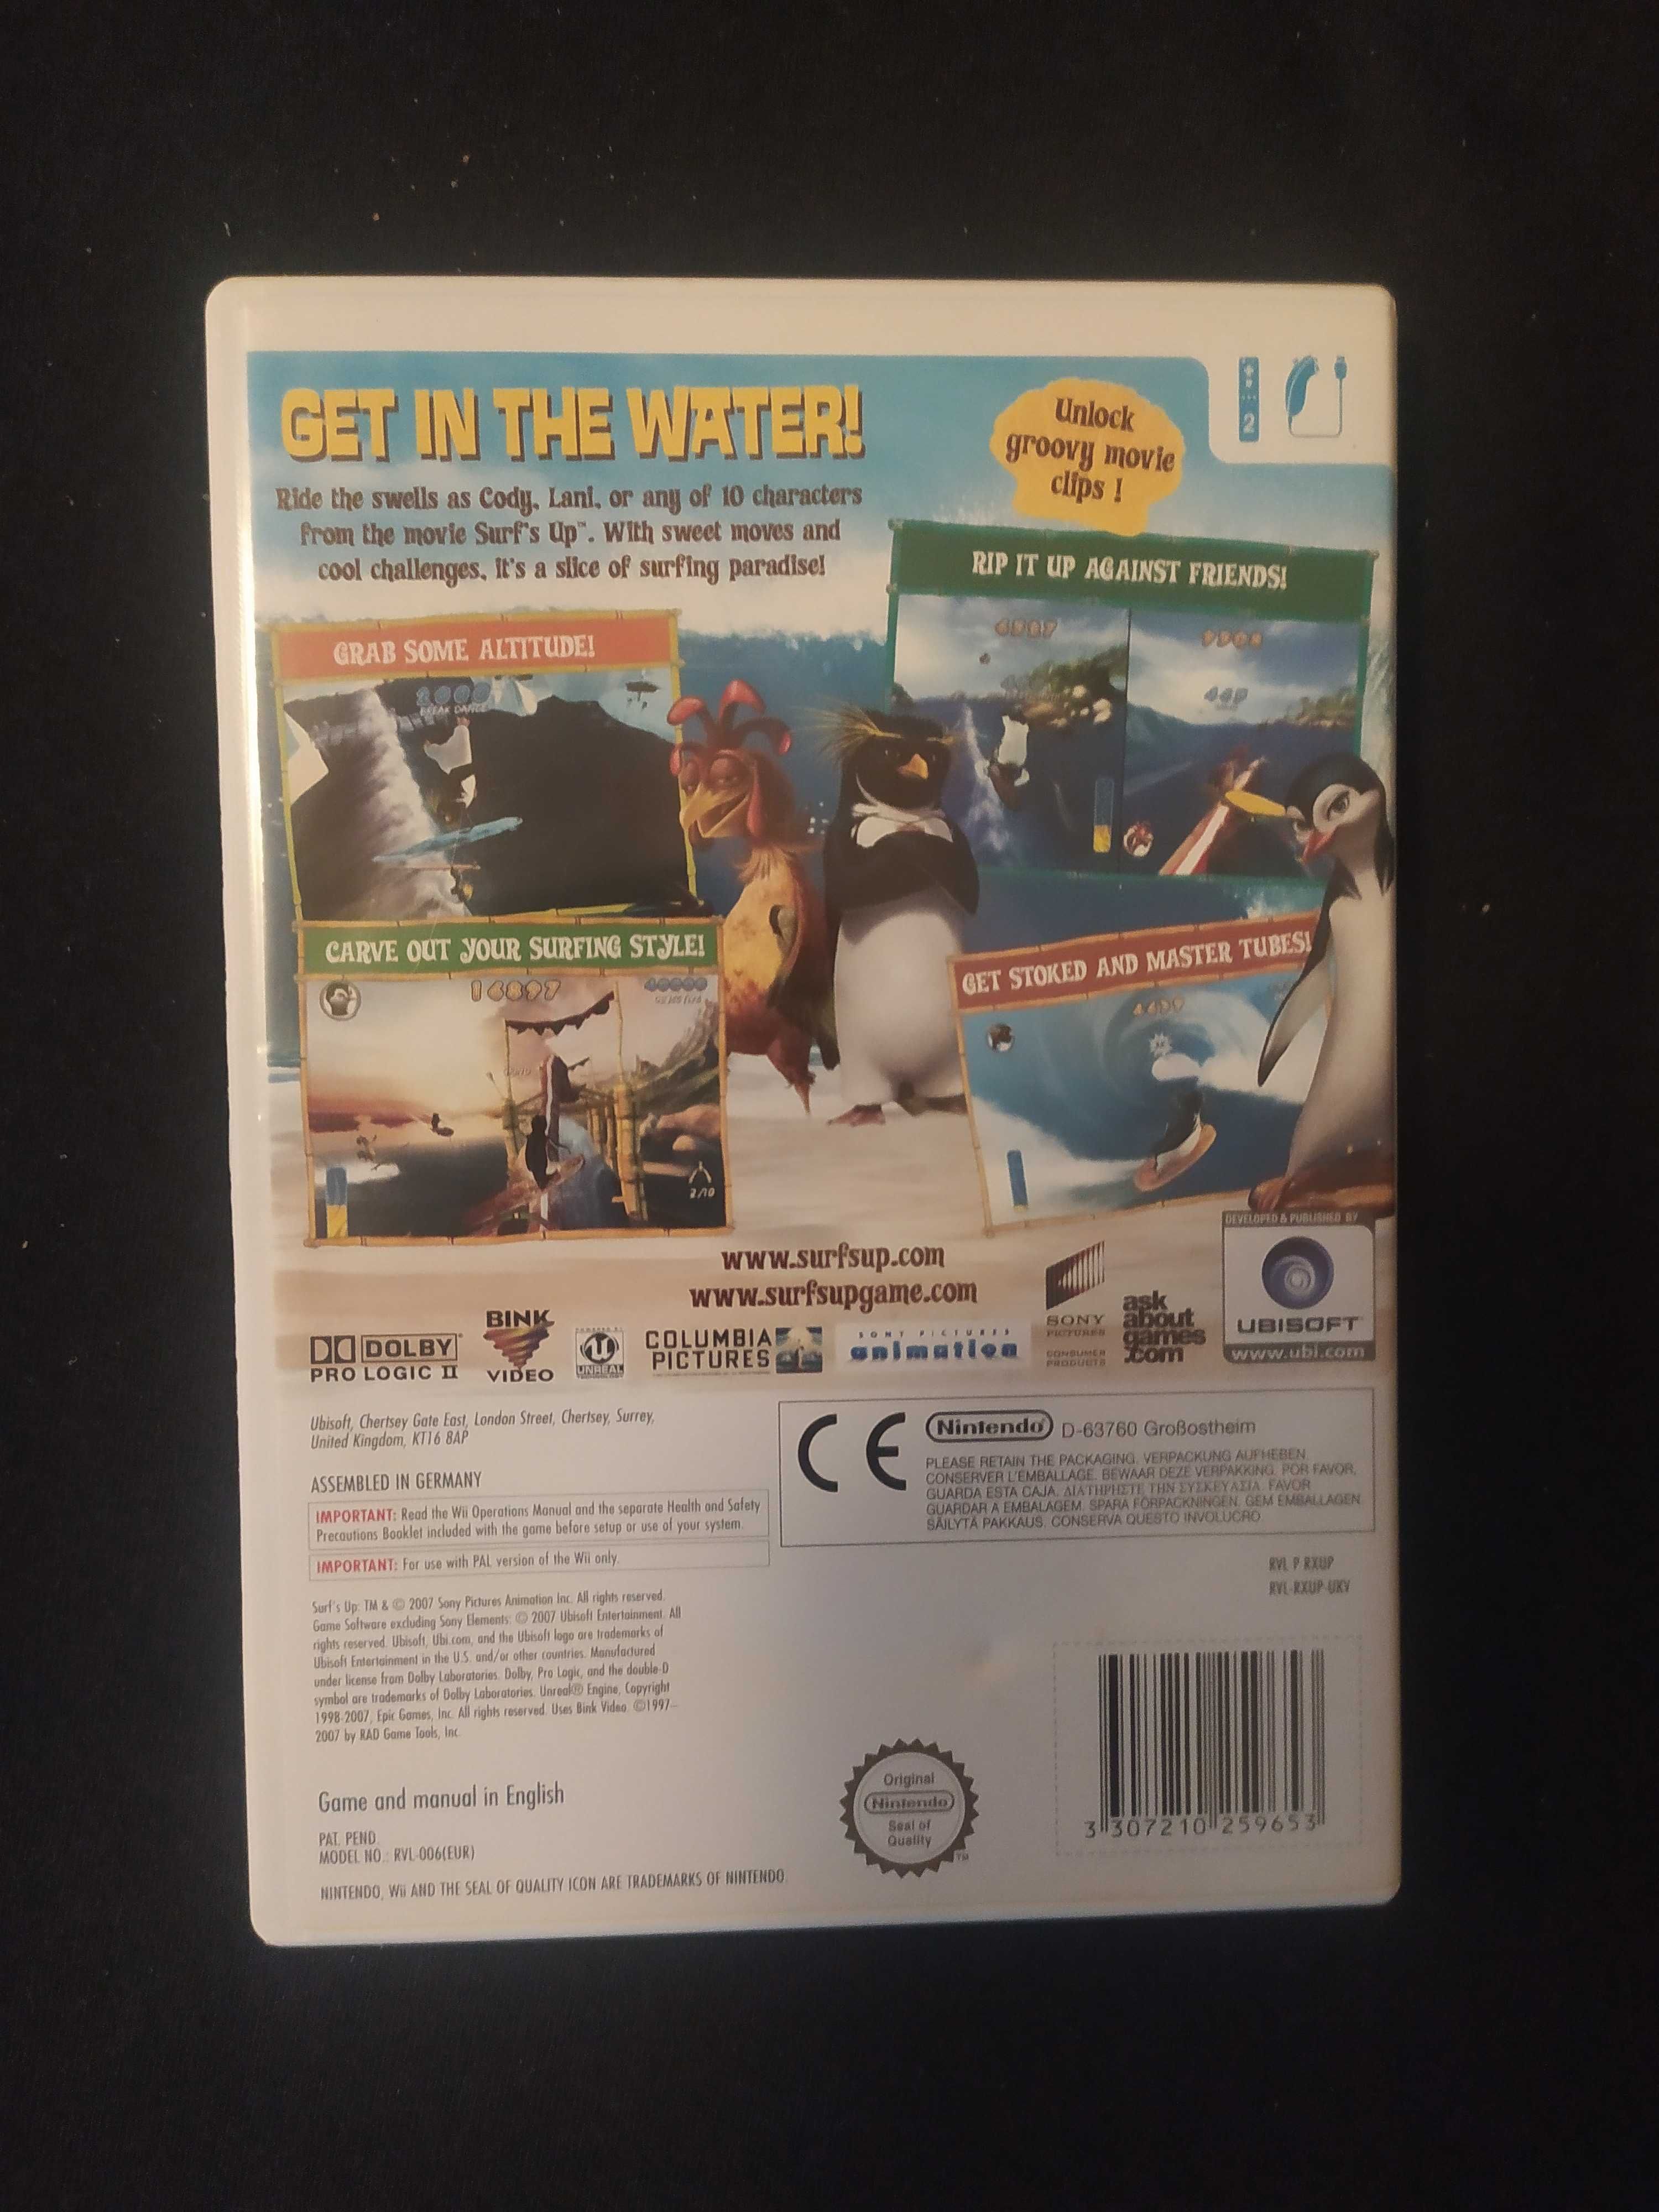 GET IN THE WATER!
Ride the swells as Cody, Lani, or any of 10 characters
from the movie Surf's Up™. With sweet moves and
cool challenges, it's a slice of surfing paradise!
Unlock
groovy movie
clips !
2
RIP IT UP AGAINST FRIENDS!
GRAB SOME ALTITUDE!
BREAK DANCE
449
CARVE OUT YOUR SURFING STYLE!
14897
2/10
GET STOKED AND MASTER TUBES!
www.surfsup.com
www.surfsupgame.com
DEVELOPED & PUBLISHED BY
UBISOFT™
www.ubi.com
DOLBY
PRO LOGIC II
BINK
VIDEO
UNREAL
COLUMBIA
PICTURES
SONY PICTURES
animation
SONY
PICTURES
CONSUMER
PRODUCTS
ask
about
games
.com
Ubisoft, Chertsey Gate East, London Street, Chertsey, Surrey,
United Kingdom, KT16 8AP
ASSEMBLED IN GERMANY
IMPORTANT: Read the Wii Operations Manual and the separate Health and Safety
Precautions Booklet included with the game before setup or use of your system.
IMPORTANT: For use with PAL version of the Wii only.
CE
Nintendo® D-63760 Großostheim
PLEASE RETAIN THE PACKAGING. VERPACKUNG AUFHEBEN.
CONSERVER L'EMBALLAGE. BEWAAR DEZE VERPAKKING. POR FAVOR,
GUARDA ESTA CAJA. ΔΙΑΤΗΡΗΣΤΕ ΤΗΝ ΣΥΣΚΕΥΑΣΙΑ. FAVOR
GUARDAR A EMBALAGEM. SPARA FÖRPACKNINGEN. GEM EMBALLAGEN.
SÄILYTÄ PAKKAUS. CONSERVA QUESTO INVOLUCRO.
RVL P RXUP
RVL-RXUP-UKV
Surf's Up: TM & © 2007 Sony Pictures Animation Inc. All rights reserved.
Game Software excluding Sony Elements: © 2007 Ubisoft Entertainment. All
rights reserved. Ubisoft, Ubi.com, and the Ubisoft logo are trademarks of
Ubisoft Entertainment in the U.S. and/or other countries. Manufactured
under license from Dolby Laboratories. Dolby, Pro Logic, and the double-D
symbol are trademarks of Dolby Laboratories. Unreal® Engine, Copyright
1998-2007, Epic Games, Inc. All rights reserved. Uses Bink Video. ©1997–
2007 by RAD Game Tools, Inc.
Game and manual in English
PAT. PEND.
MODEL NO.: RVL-006(EUR)
NINTENDO, Wii AND THE SEAL OF QUALITY ICON ARE TRADEMARKS OF NINTENDO.
Original
Nintendo
Seal of
Quality
™
3 307210 259653